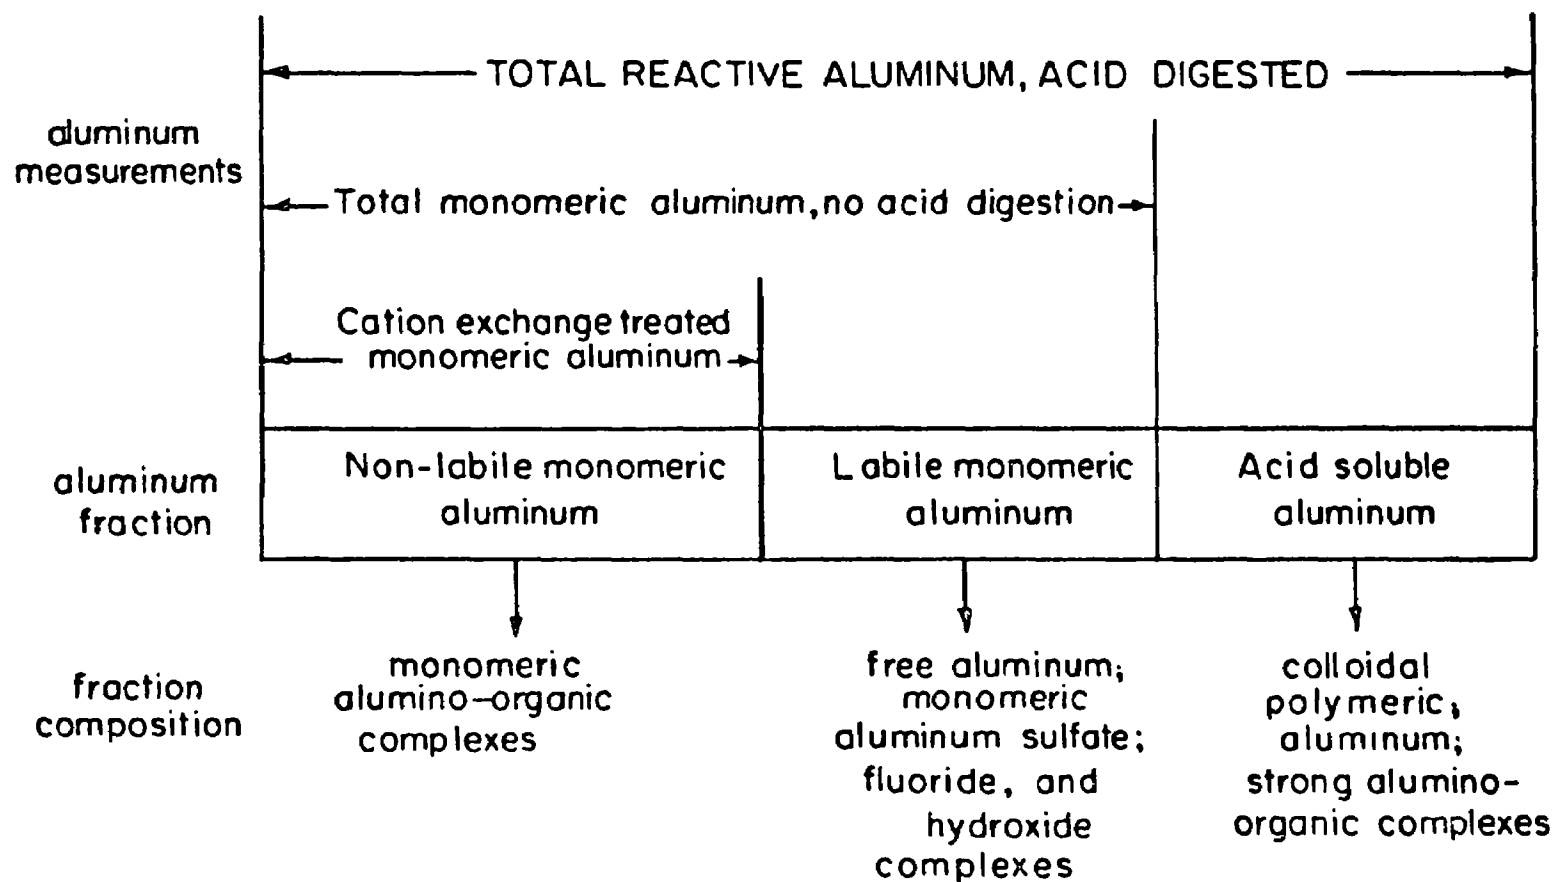 TOTAL REACTIVE ALUMINUM, ACID DIGESTED
aluminum
measurements
Total monomeric aluminum, no acid digestion
Cation exchange treated
monomeric aluminum
aluminum
fraction
Non-labile monomeric
aluminum
Labile monomeric
aluminum
Acid soluble
aluminum
fraction
composition
monomeric
alumino-organic
complexes
free aluminum;
monomeric
aluminum sulfate;
fluoride, and
hydroxide
complexes
colloidal
polymeric,
aluminum;
strong alumino-
organic complexes